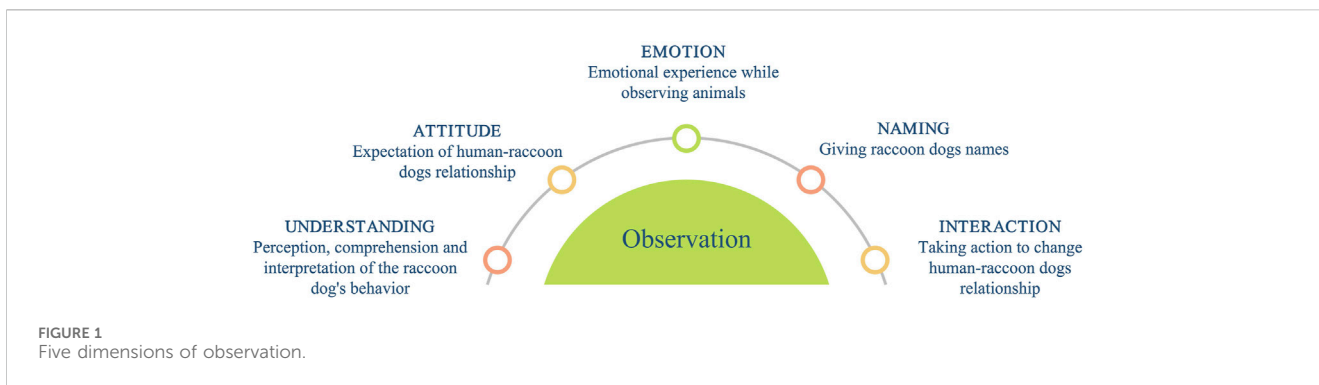 EMOTION
Emotional experience while
observing animals
ATTITUDE
Expectation of human-raccoon
dogs relationship
NAMING
Giving raccoon dogs names
UNDERSTANDING
Perception, comprehension and
interpretation of the raccoon
dog's behavior
Observation
INTERACTION
Taking action to change
human-raccoon dogs
relationship
FIGURE 1
Five dimensions of observation.